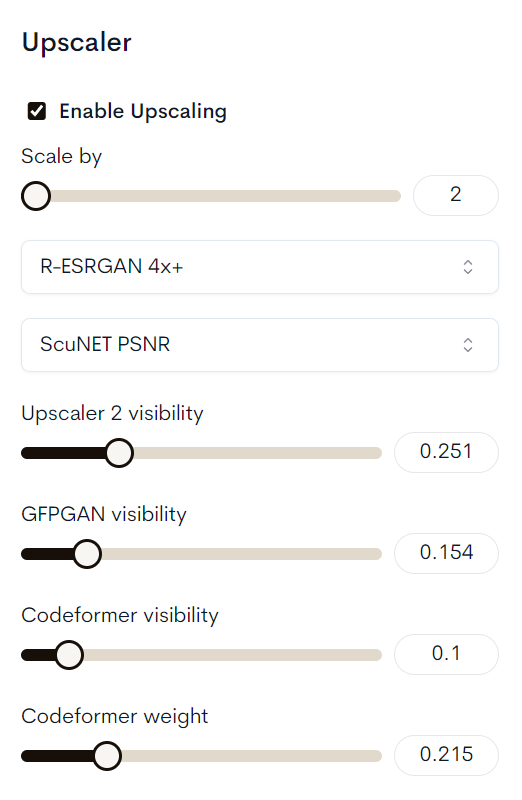 Upscaler
Enable Upscaling
Scale by
2
R-ESRGAN 4x+
ScuNET PSNR
Upscaler 2 visibility
0.251
GFPGAN visibility
0.154
Codeformer visibility
0.1
Codeformer weight
0.215